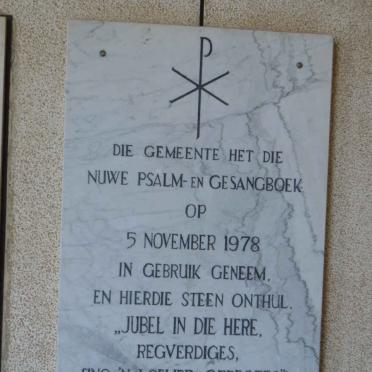 DIE GEMEENTE HET DIE
NUWE PSALM- EN GESANGBOEK
OP
5 NOVEMBER 1978
IN GEBRUIK GENEEM,
EN HIERDIE STEEN ONTHUL.
„JUBEL IN DIE HERE,
REGVERDIGES,